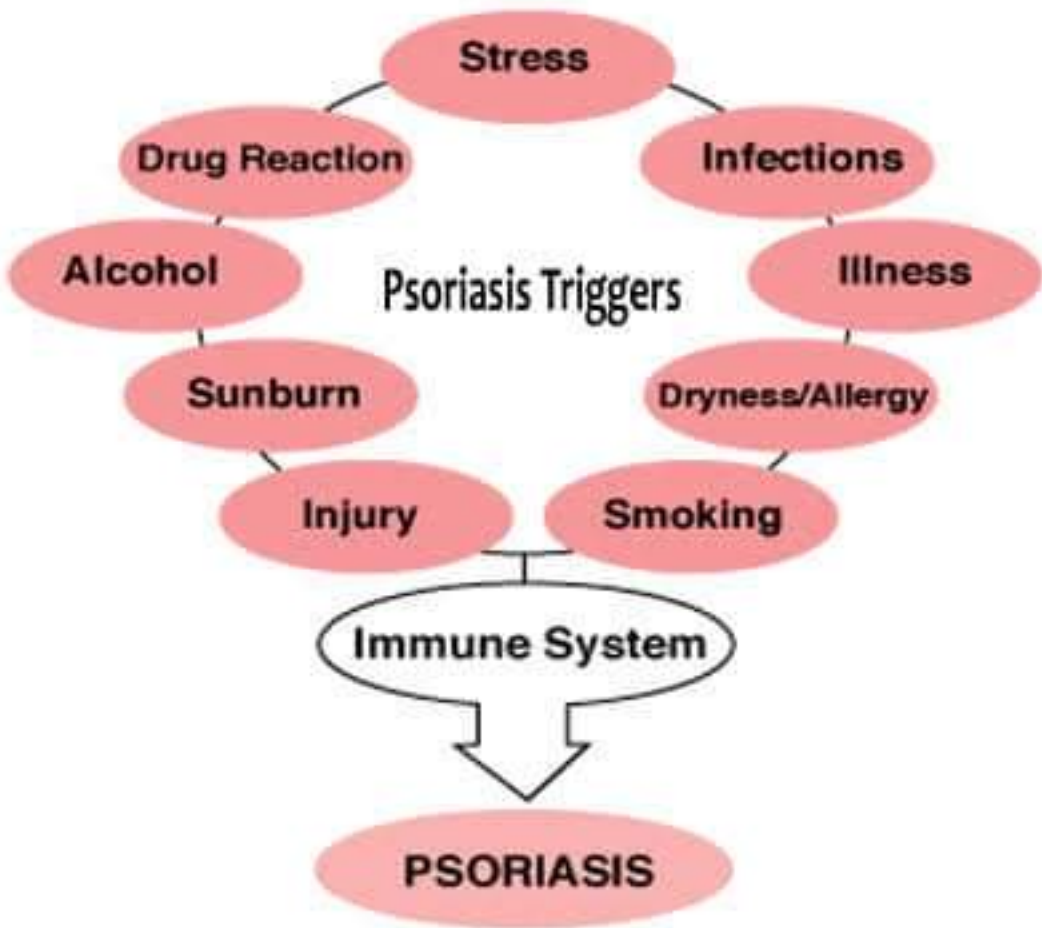 Stress
Drug Reaction
Infections
Alcohol
Psoriasis Triggers
Illness
Sunburn
Dryness/Allergy
Injury
Smoking
Immune System
PSORIASIS